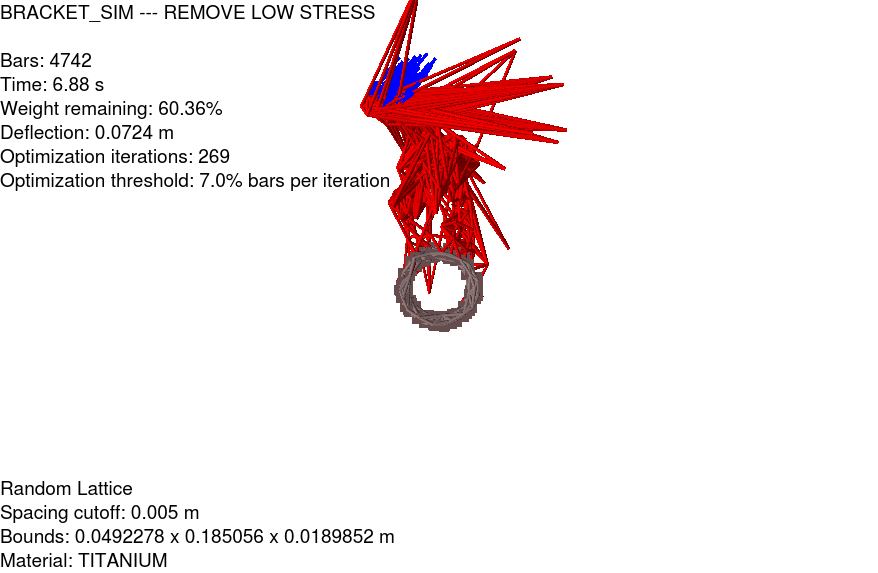 BRACKET_SIM --- REMOVE LOW STRESS
Bars: 4742
Time: 6.88 s
Weight remaining: 60.36%
Deflection: 0.0724 m
Optimization iterations: 269
Optimization threshold: 7.0% bars per iteration
Random Lattice
Spacing cutoff: 0.005 m
Bounds: 0.0492278 x 0.185056 x 0.0189852 m
Material: TITANIUM